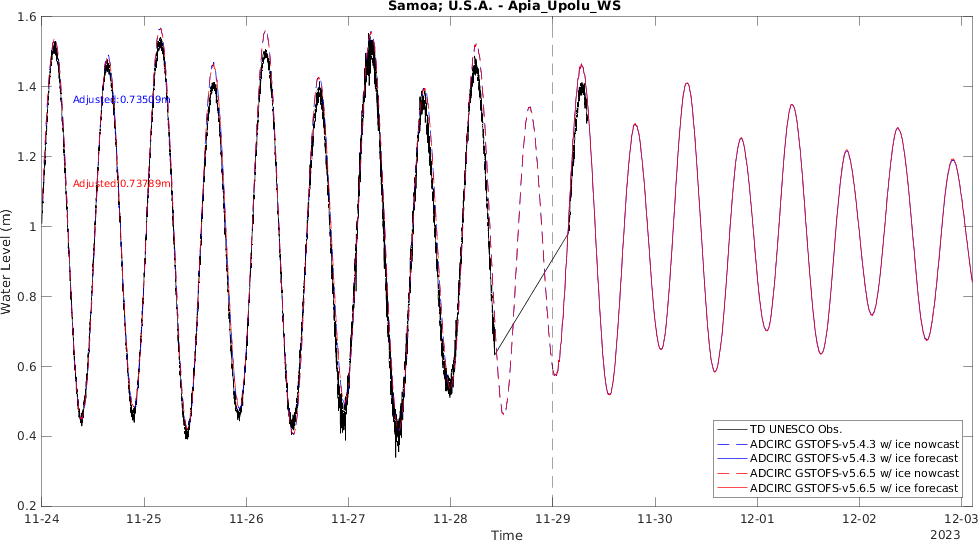 Samoa; U.S.A. - Apia_Upolu_WS
1.6
1.4
1.2
1
0.8
0.6
0.4
0.2
Water Level (m)
Adjusted:0.73509m
Adjusted:0.73789m
TD UNESCO Obs.
ADCIRC GSTOFS-v5.4.3 w/ ice nowcast
ADCIRC GSTOFS-v5.4.3 w/ ice forecast
ADCIRC GSTOFS-v5.6.5 w/ ice nowcast
ADCIRC GSTOFS-v5.6.5 w/ ice forecast
11-24 11-25 11-26 11-27 11-28 11-29 11-30 12-01 12-02 12-03
2023
Time